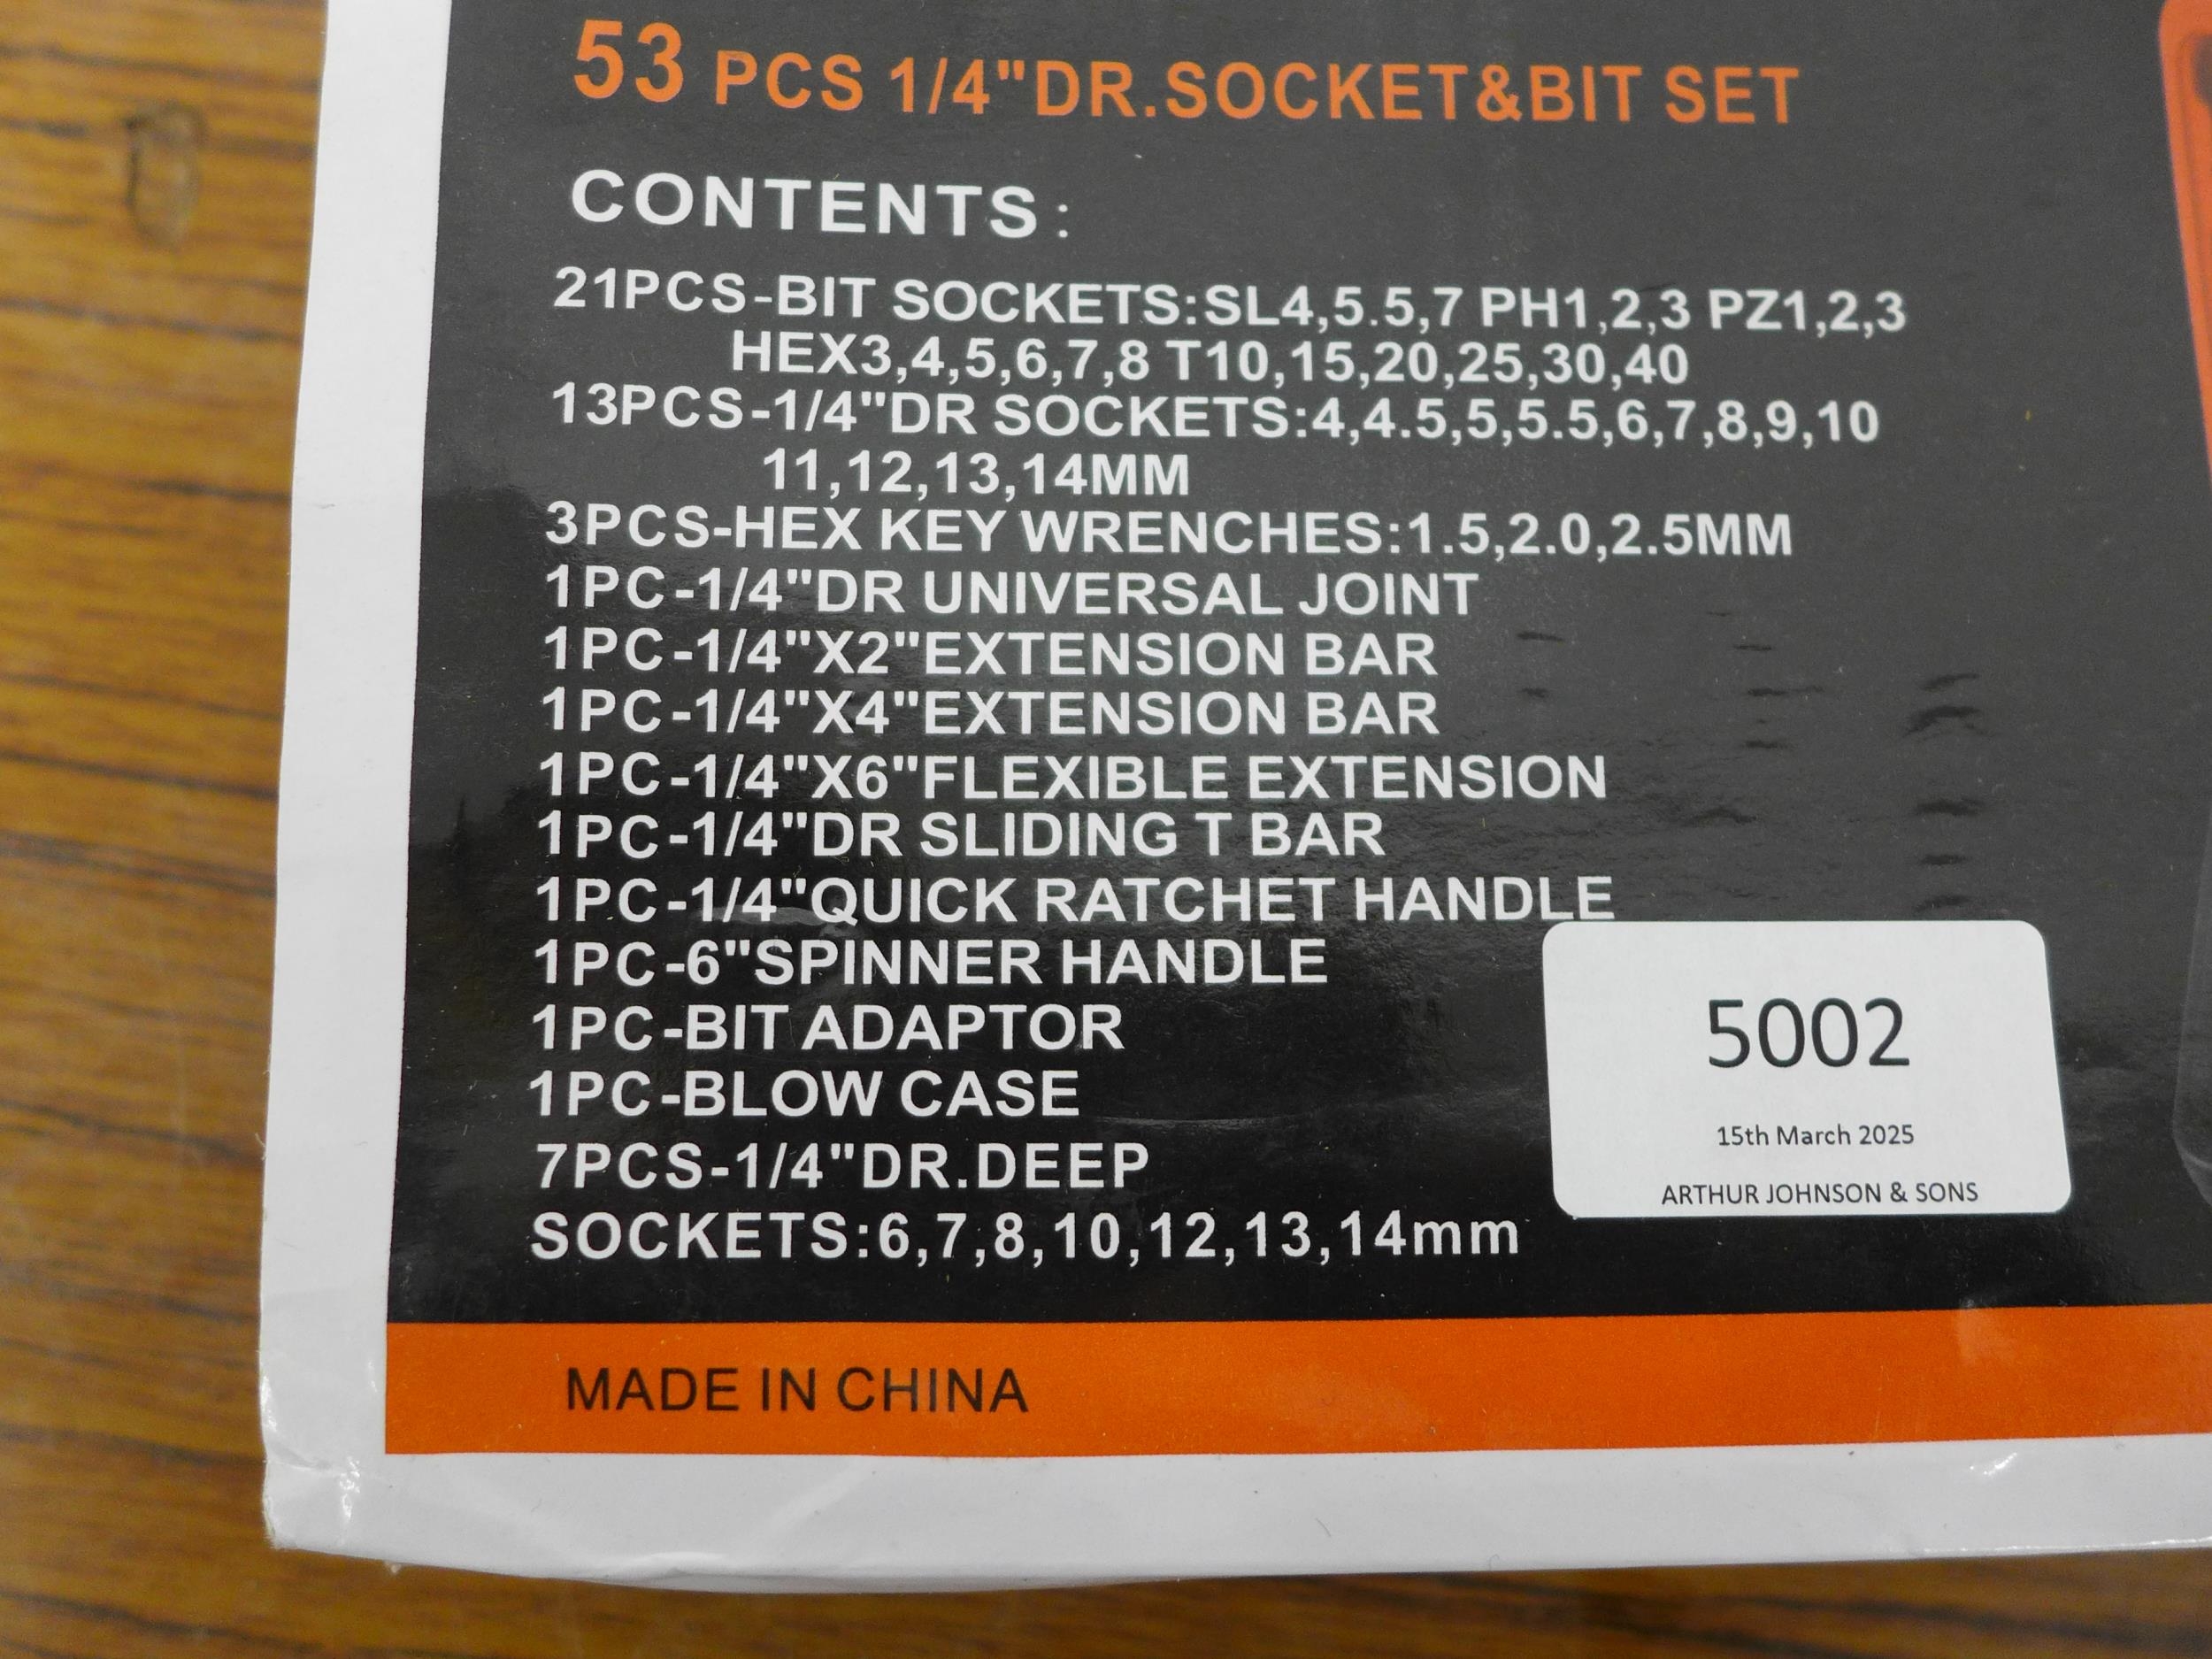 53 PCS 1/4"DR.SOCKET&BIT SET
CONTENTS:
21PCS-BIT SOCKETS:SL4,5.5,7 PH1,2,3 PZ1,2,3
HEX3,4,5,6,7,8 T10,15,20,25,30,40
13PCS-1/4"DR SOCKETS:4,4.5,5,5.5,6,7,8,9,10
11,12,13,14MM
3PCS-HEX KEY WRENCHES:1.5,2.0,2.5MM
1PC-1/4"DR UNIVERSAL JOINT
1PC-1/4"X2"EXTENSION BAR
1PC-1/4"X4"EXTENSION BAR
1PC-1/4"X6"FLEXIBLE EXTENSION
1PC-1/4"DR SLIDING T BAR
1PC-1/4"QUICK RATCHET HANDLE
1PC-6"SPINNER HANDLE
1PC-BIT ADAPTOR
1PC-BLOW CASE
7PCS-1/4"DR.DEEP
SOCKETS:6,7,8,10,12,13,14mm
5002
15th March 2025
ARTHUR JOHNSON & SONS
MADE IN CHINA